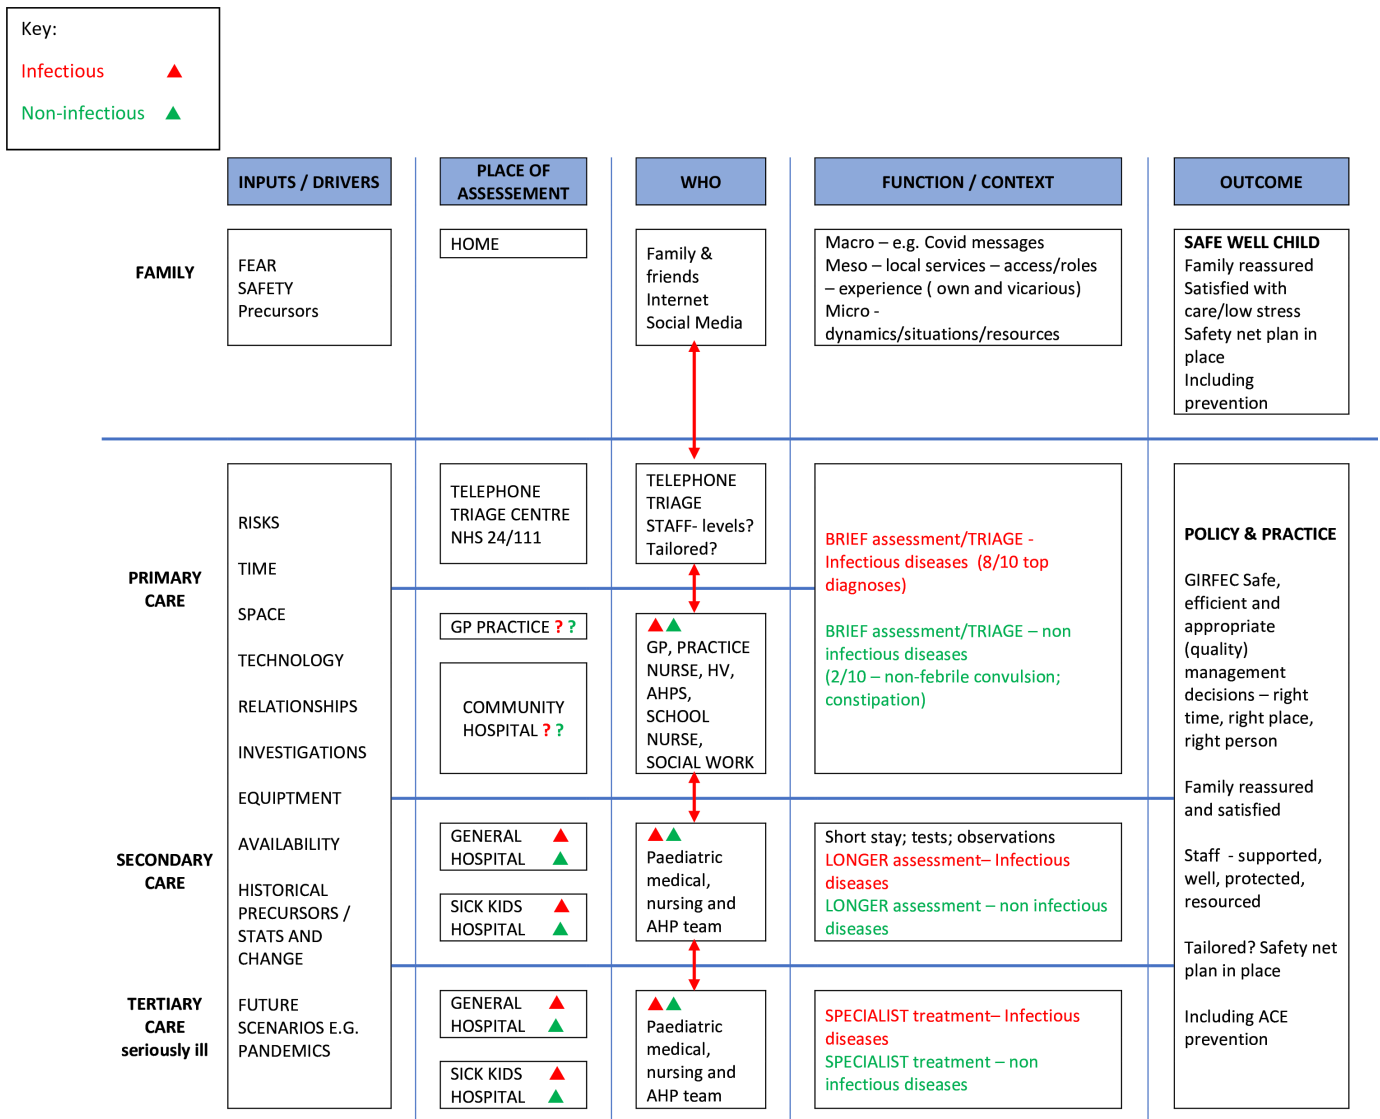 Key:
Infectious
Non-infectious
INPUTS / DRIVERS
PLACE OF
ASSESSEMENT
WHO
FUNCTION / CONTEXT
OUTCOME
FAMILY
FEAR
SAFETY
Precursors
HOME
Family &
friends
Internet
Social Media
Macro – e.g. Covid messages
Meso – local services – access/roles
– experience ( own and vicarious)
Micro -
dynamics/situations/resources
SAFE WELL CHILD
Family reassured
Satisfied with
care/low stress
Safety net plan in
place
Including
prevention
PRIMARY
CARE
SECONDARY
CARE
TERTIARY
CARE
seriously ill
RISKS
TIME
SPACE
TECHNOLOGY
RELATIONSHIPS
INVESTIGATIONS
EQUIPTMENT
AVAILABILITY
HISTORICAL
PRECURSORS /
STATS AND
CHANGE
FUTURE
SCENARIOS E.G.
PANDEMICS
TELEPHONE
TRIAGE CENTRE
NHS 24/111
GP PRACTICE ? ?
COMMUNITY
HOSPITAL ? ?
GENERAL
HOSPITAL
SICK KIDS
HOSPITAL
GENERAL
HOSPITAL
SICK KIDS
HOSPITAL
TELEPHONE
TRIAGE
STAFF- levels?
Tailored?
GP, PRACTICE
NURSE, HV,
AHPS,
SCHOOL
NURSE,
SOCIAL WORK
Paediatric
medical,
nursing and
AHP team
Paediatric
medical,
nursing and
AHP team
BRIEF assessment/TRIAGE -
Infectious diseases (8/10 top
diagnoses)
BRIEF assessment/TRIAGE – non
infectious diseases
(2/10 – non-febrile convulsion;
constipation)
Short stay; tests; observations
LONGER assessment– Infectious
diseases
LONGER assessment – non infectious
diseases
SPECIALIST treatment– Infectious
diseases
SPECIALIST treatment – non
infectious diseases
POLICY & PRACTICE
GIRFEC Safe,
efficient and
appropriate
(quality)
management
decisions – right
time, right place,
right person
Family reassured
and satisfied
Staff - supported,
well, protected,
resourced
Tailored? Safety net
plan in place
Including ACE
prevention